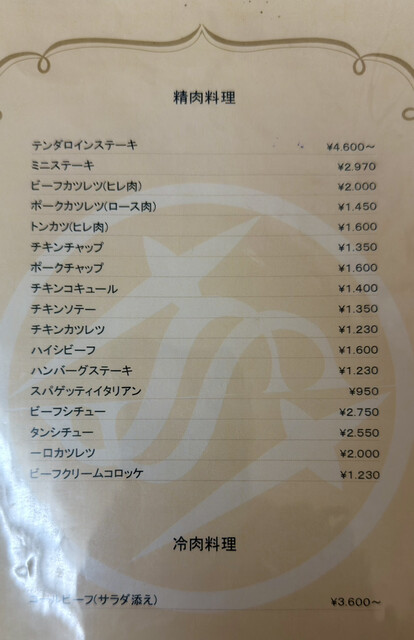 精肉料理
テンダロインステーキ ¥4.600～
ミニステーキ ¥2.970
ビーフカツレツ(ヒレ肉) ¥2.000
ポークカツレツ(ロース肉) ¥1.450
トンカツ(ヒレ肉) ¥1.600
チキンチャップ ¥1.350
ポークチャップ ¥1.600
チキンコキュール ¥1.400
チキンソテー ¥1.350
チキンカツレツ ¥1.230
ハイシビーフ ¥1.600
ハンバーグステーキ ¥1.230
スパゲッティイタリアン ¥950
ビーフシチュー ¥2.750
タンシチュー ¥2.550
一ロカツレツ ¥2.000
ビーフクリームコロッケ ¥1.230
冷肉料理
ビーフ(サラダ添え) ¥3.600～